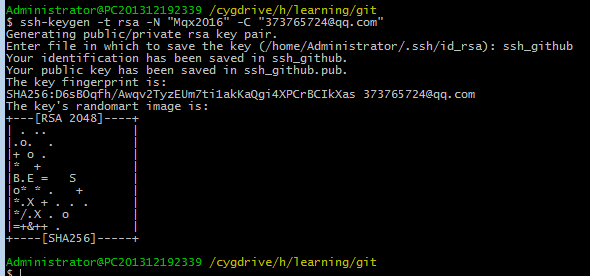 Administrator@PC201312192339 /cygdrive/h/learning/git
$ ssh-keygen -t rsa -N "Mqx2016" -C "373765724@qq.com"
Generating public/private rsa key pair.
Enter file in which to save the key (/home/Administrator/.ssh/id_rsa): ssh_github
Your identification has been saved in ssh_github.
Your public key has been saved in ssh_github.pub.
The key fingerprint is:
SHA256:D6sBOqfh/Awqv2TyzEUm7ti1akKaQgi4XPCrBCIkXas 373765724@qq.com
The key's randomart image is:
+---[RSA 2048]----+
| . ..            |
|.o.  .           |
|+ o .            |
|*  +             |
|B.E =   S        |
|o* * .   +       |
|*.X + . . .      |
|*/.X . o         |
|=+&++ .          |
+----[SHA256]-----+
Administrator@PC201312192339 /cygdrive/h/learning/git
$